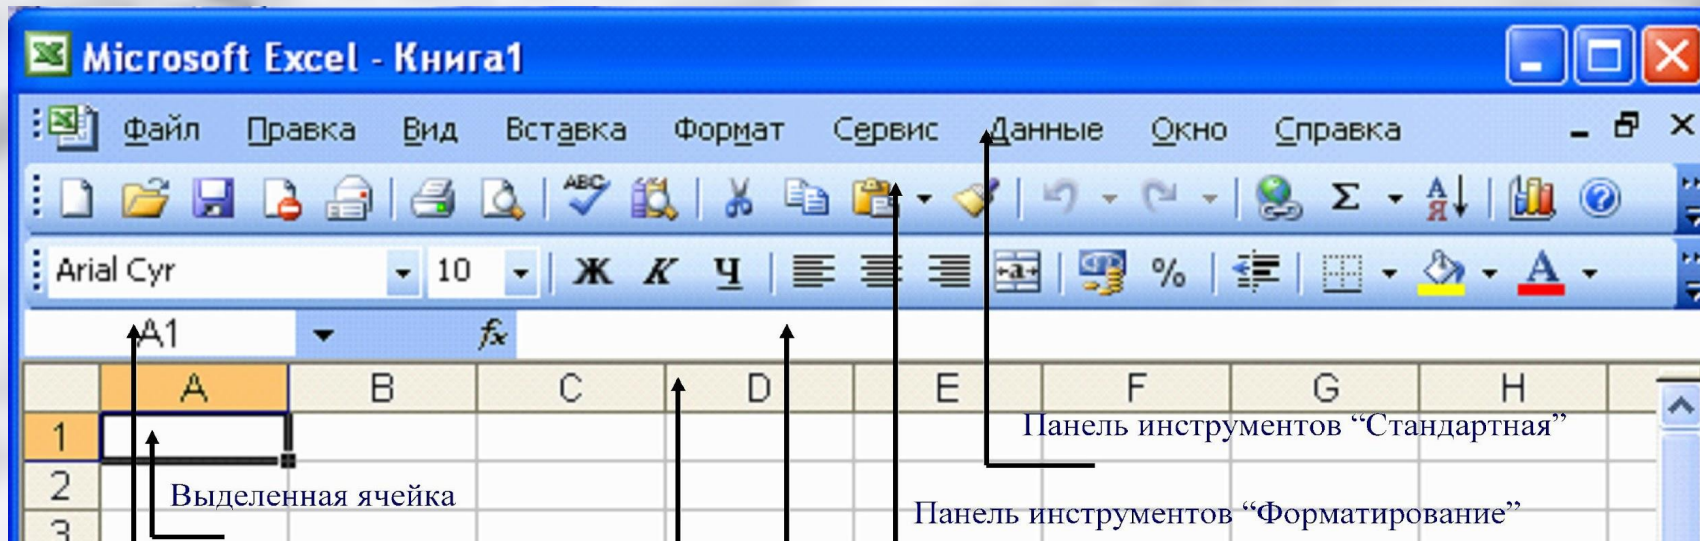 Microsoft Excel - Книга1
Файл Правка Вид Вставка Формат Сервис Данные Окно Справка
ABC Σ А Я ?
Arial Cyr 10 Ж К Ч a % A
A1 fx
A B C D E F G H
1
Панель инструментов “Стандартная”
2
Выделенная ячейка
Панель инструментов “Форматирование”
3